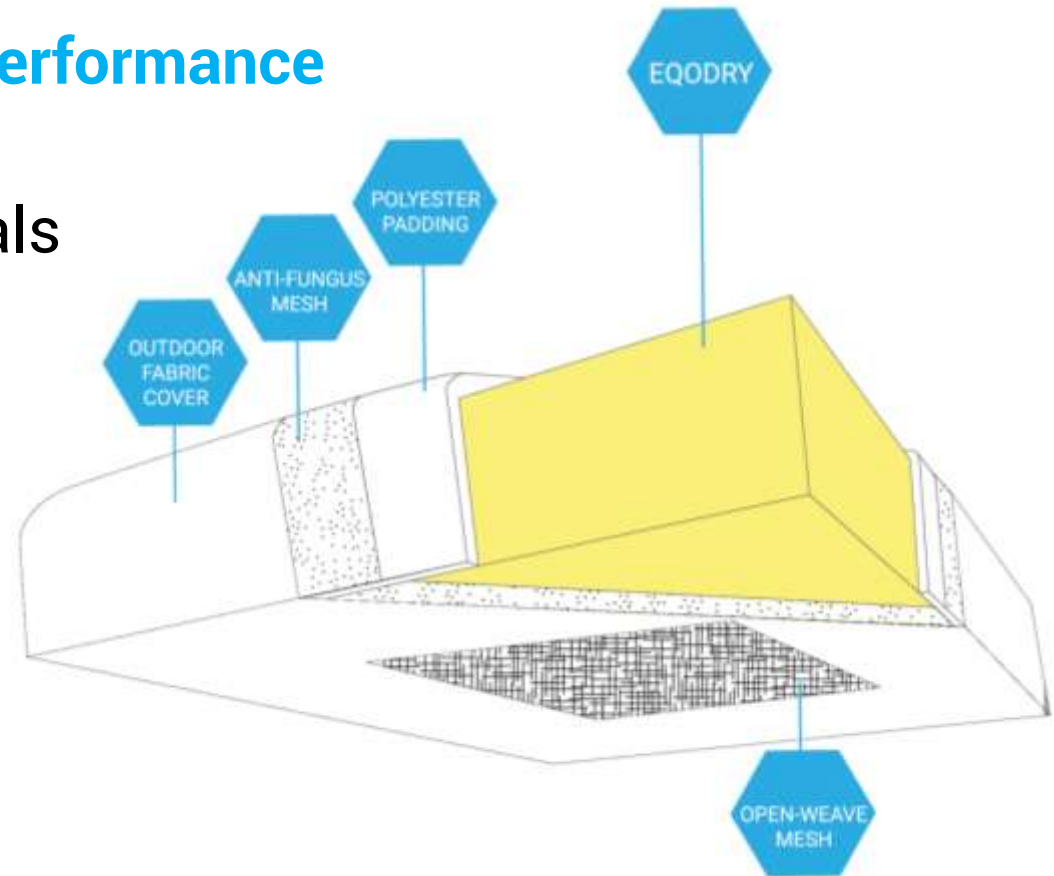 erformance
als
EQODRY
POLYESTER
PADDING
ANTI-FUNGUS
MESH
OUTDOOR
FABRIC
COVER
OPEN-WEAVE
MESH